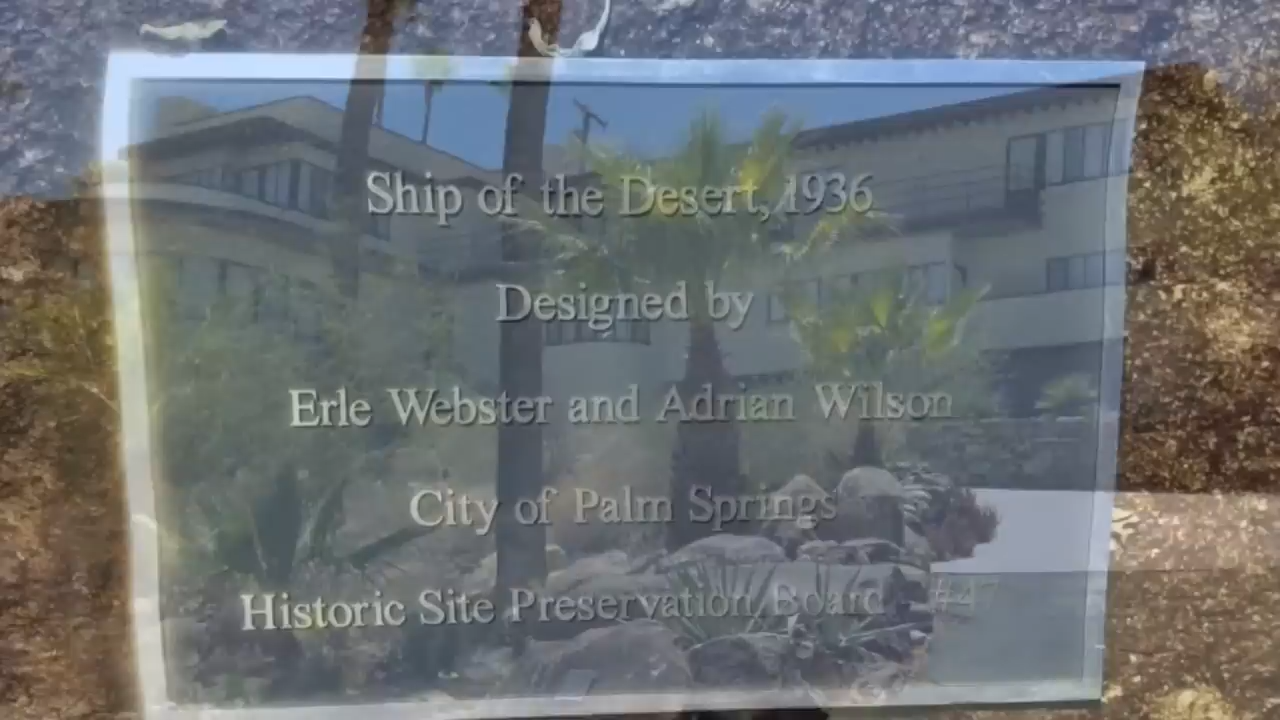 Ship of the Desert, 1936
Designed by
Erle Webster and Adrian Wilson
City of Palm Springs
Historic Site Preservation Board #47